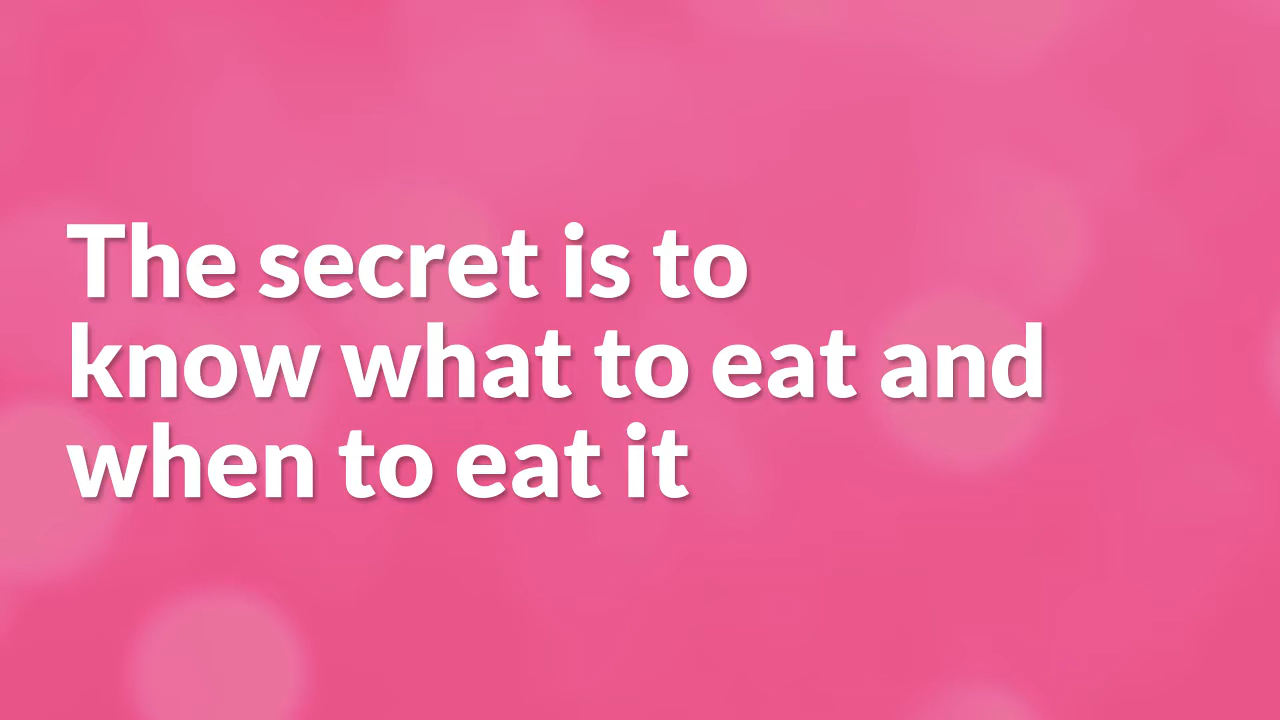 The secret is to
know what to eat and
when to eat it